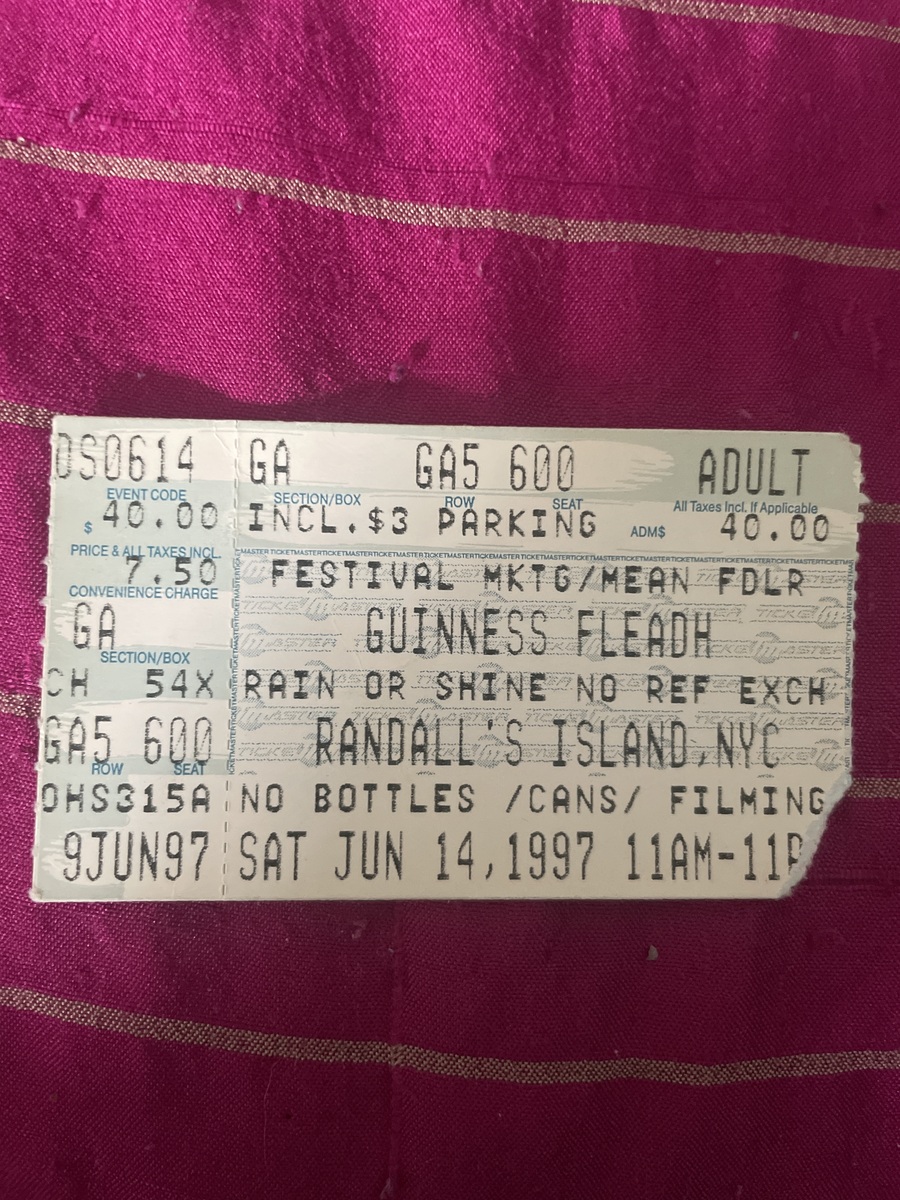 DS0614 GA GA5 600 ADULT
EVENT CODE SECTION/BOX ROW SEAT All Taxes Incl. If Applicable
$ 40.00 INCL.$3 PARKING ADM$ 40.00
PRICE & ALL TAXES INCL.
7.50 FESTIVAL MKTG/MEAN FDLR
CONVENIENCE CHARGE
GA GUINNESS FLEADH
SECTION/BOX
CH 54X RAIN OR SHINE NO REF EXCH
GA5 600 RANDALL'S ISLAND,NYC
ROW SEAT
OHS315A NO BOTTLES /CANS/ FILMING
9JUN97 SAT JUN 14,1997 11AM-11P